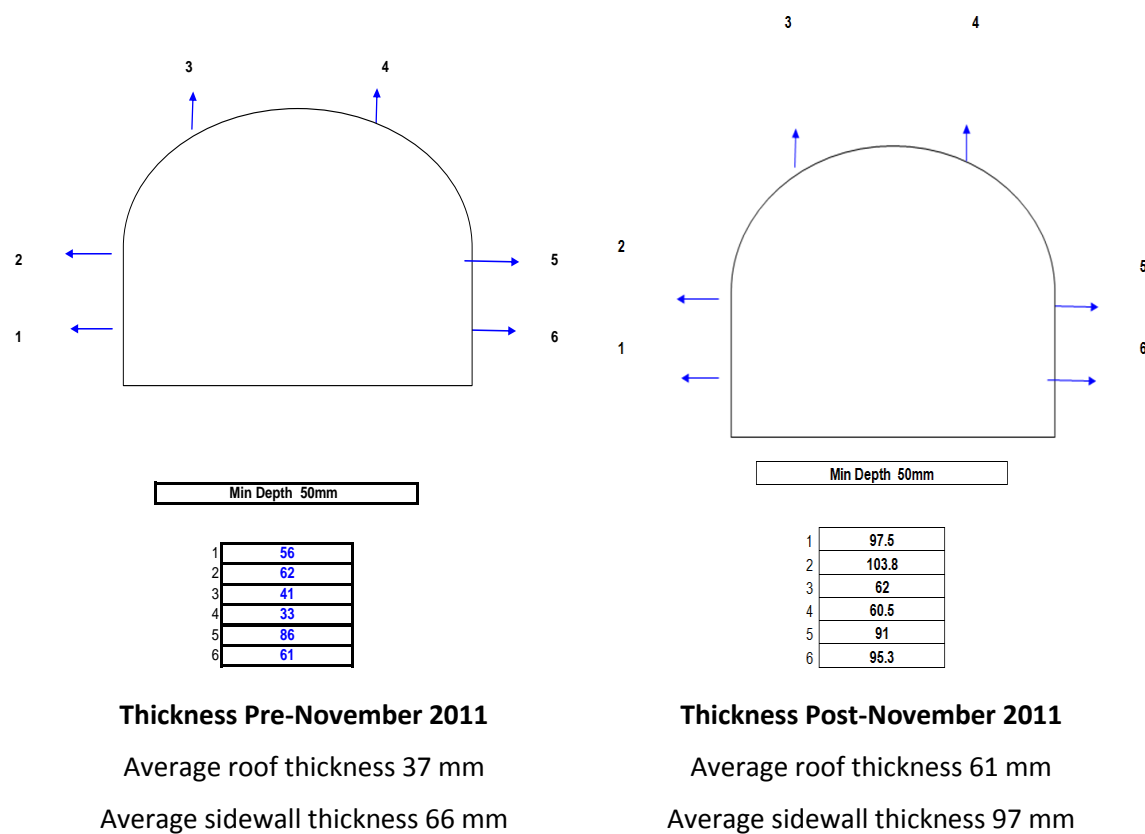 3 4
2 5
1 6
Min Depth 50mm
1 56
2 62
3 41
4 33
5 86
6 61
Thickness Pre-November 2011
Average roof thickness 37 mm
Average sidewall thickness 66 mm
3 4
2 5
1 6
Min Depth 50mm
1 97.5
2 103.8
3 62
4 60.5
5 91
6 95.3
Thickness Post-November 2011
Average roof thickness 61 mm
Average sidewall thickness 97 mm